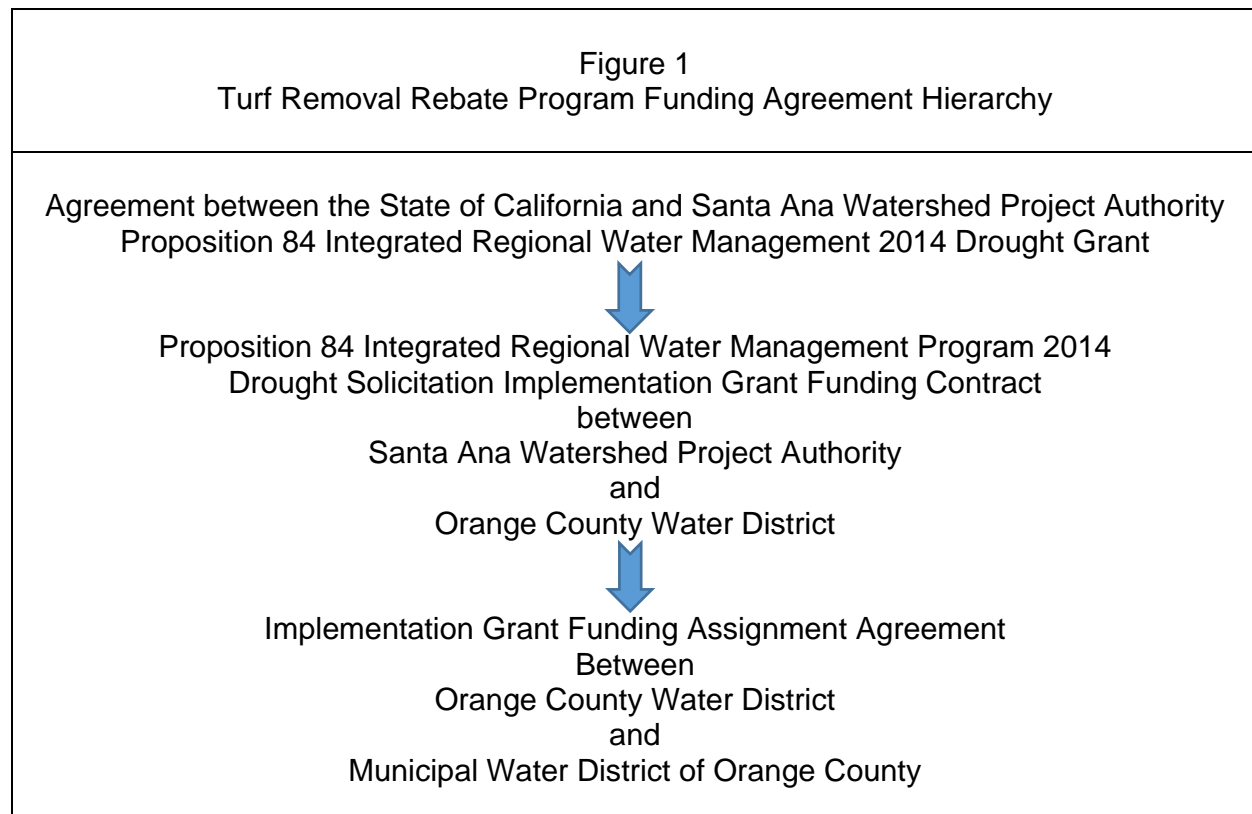 Figure 1
Turf Removal Rebate Program Funding Agreement Hierarchy
Agreement between the State of California and Santa Ana Watershed Project Authority
Proposition 84 Integrated Regional Water Management 2014 Drought Grant
Proposition 84 Integrated Regional Water Management Program 2014
Drought Solicitation Implementation Grant Funding Contract
between
Santa Ana Watershed Project Authority
and
Orange County Water District
Implementation Grant Funding Assignment Agreement
Between
Orange County Water District
and
Municipal Water District of Orange County